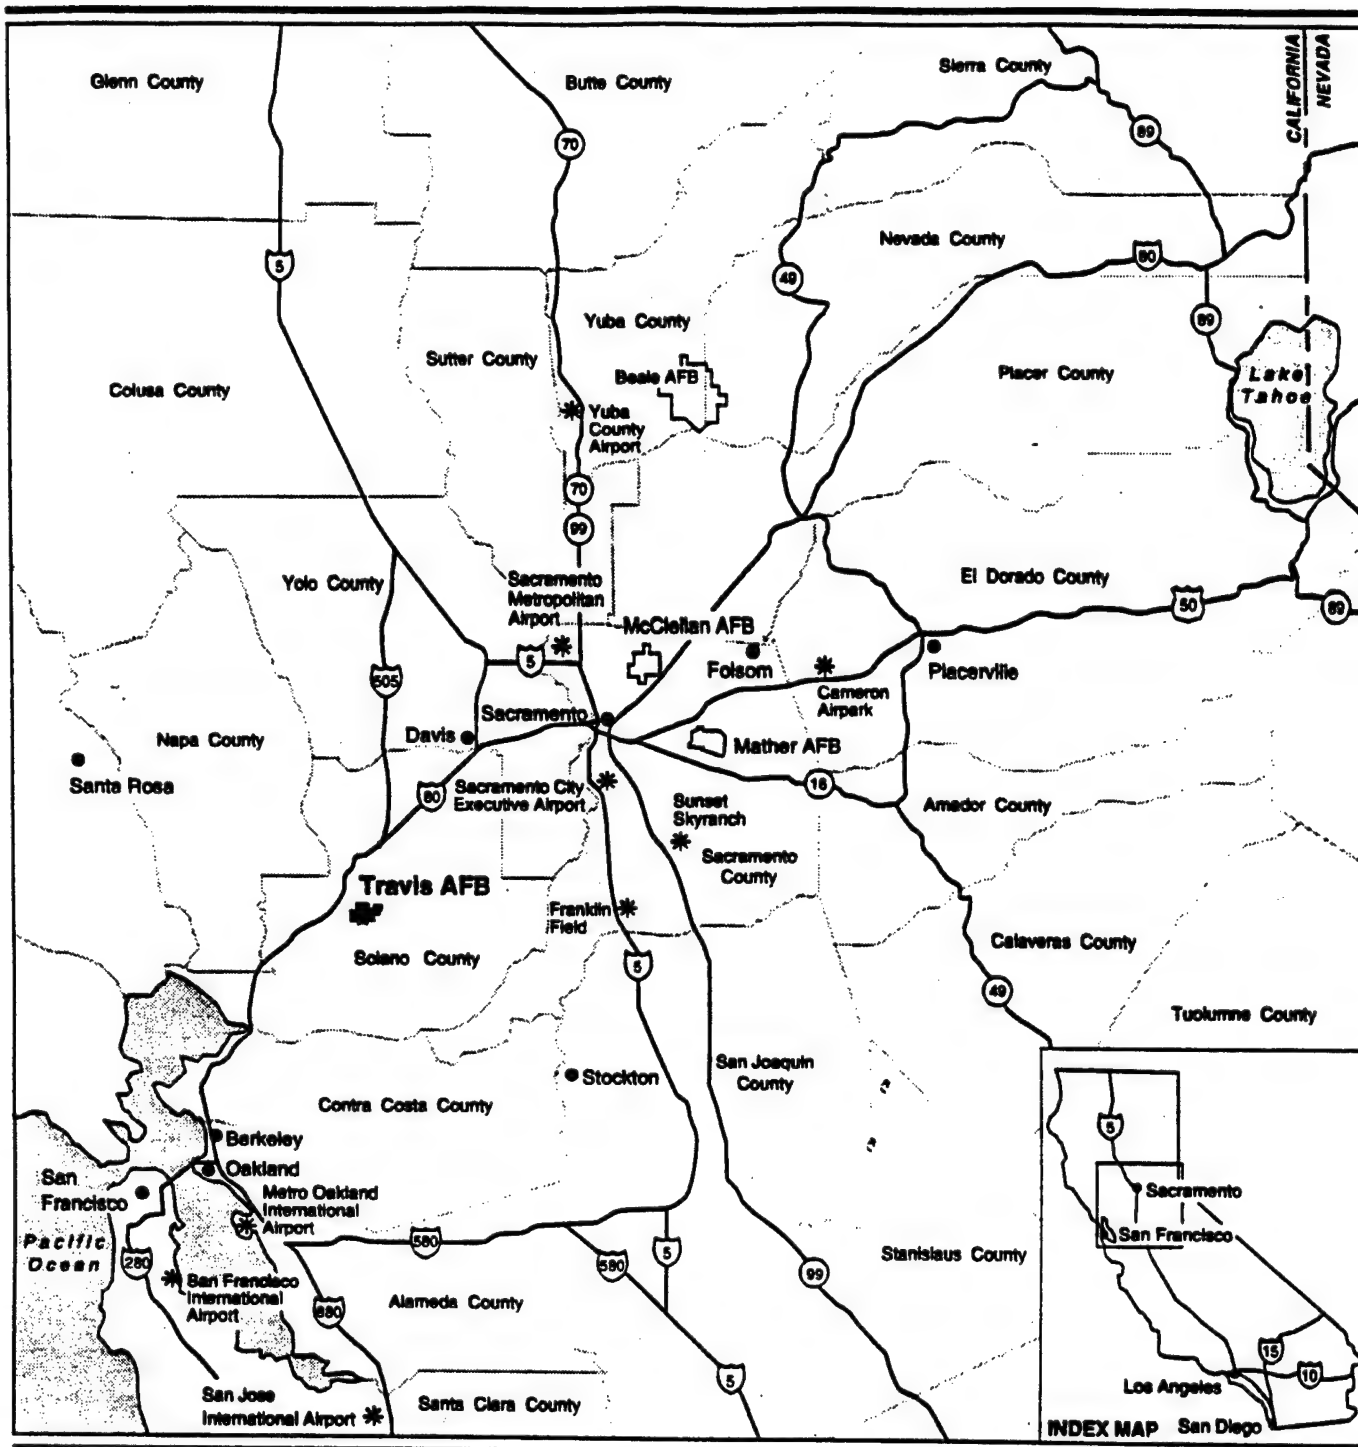 Glenn County
Butte County
Sierra County
CALIFORNIA
NEVADA
70
89
5
49
Nevada County
80
89
Yuba County
Sutter County
Colusa County
Beale AFB
Placer County
Lake
Tahoe
Yuba
County
Airport
70
99
Yolo County
Sacramento
Metropolitan
Airport
El Dorado County
50
89
McClellan AFB
5
Folsom
Placerville
505
Cameron
Airpark
Sacramento
Davis
Napa County
Mather AFB
Santa Rosa
80
Sacramento City
Executive Airport
16
Sunset
Skyranch
Amador County
Sacramento
County
Travis AFB
Franklin
Field
Solano County
5
Calaveras County
49
Tuolumne County
San Joaquin
County
Stockton
Contra Costa County
Berkeley
Oakland
San
Francisco
Metro Oakland
International
Airport
Pacific
Ocean
280
580
5
580
99
Stanislaus County
San Francisco
International
Airport
880
Alameda County
5
San Jose
International Airport
Santa Clara County
5
Sacramento
San Francisco
15
10
Los Angeles
INDEX MAP
San Diego